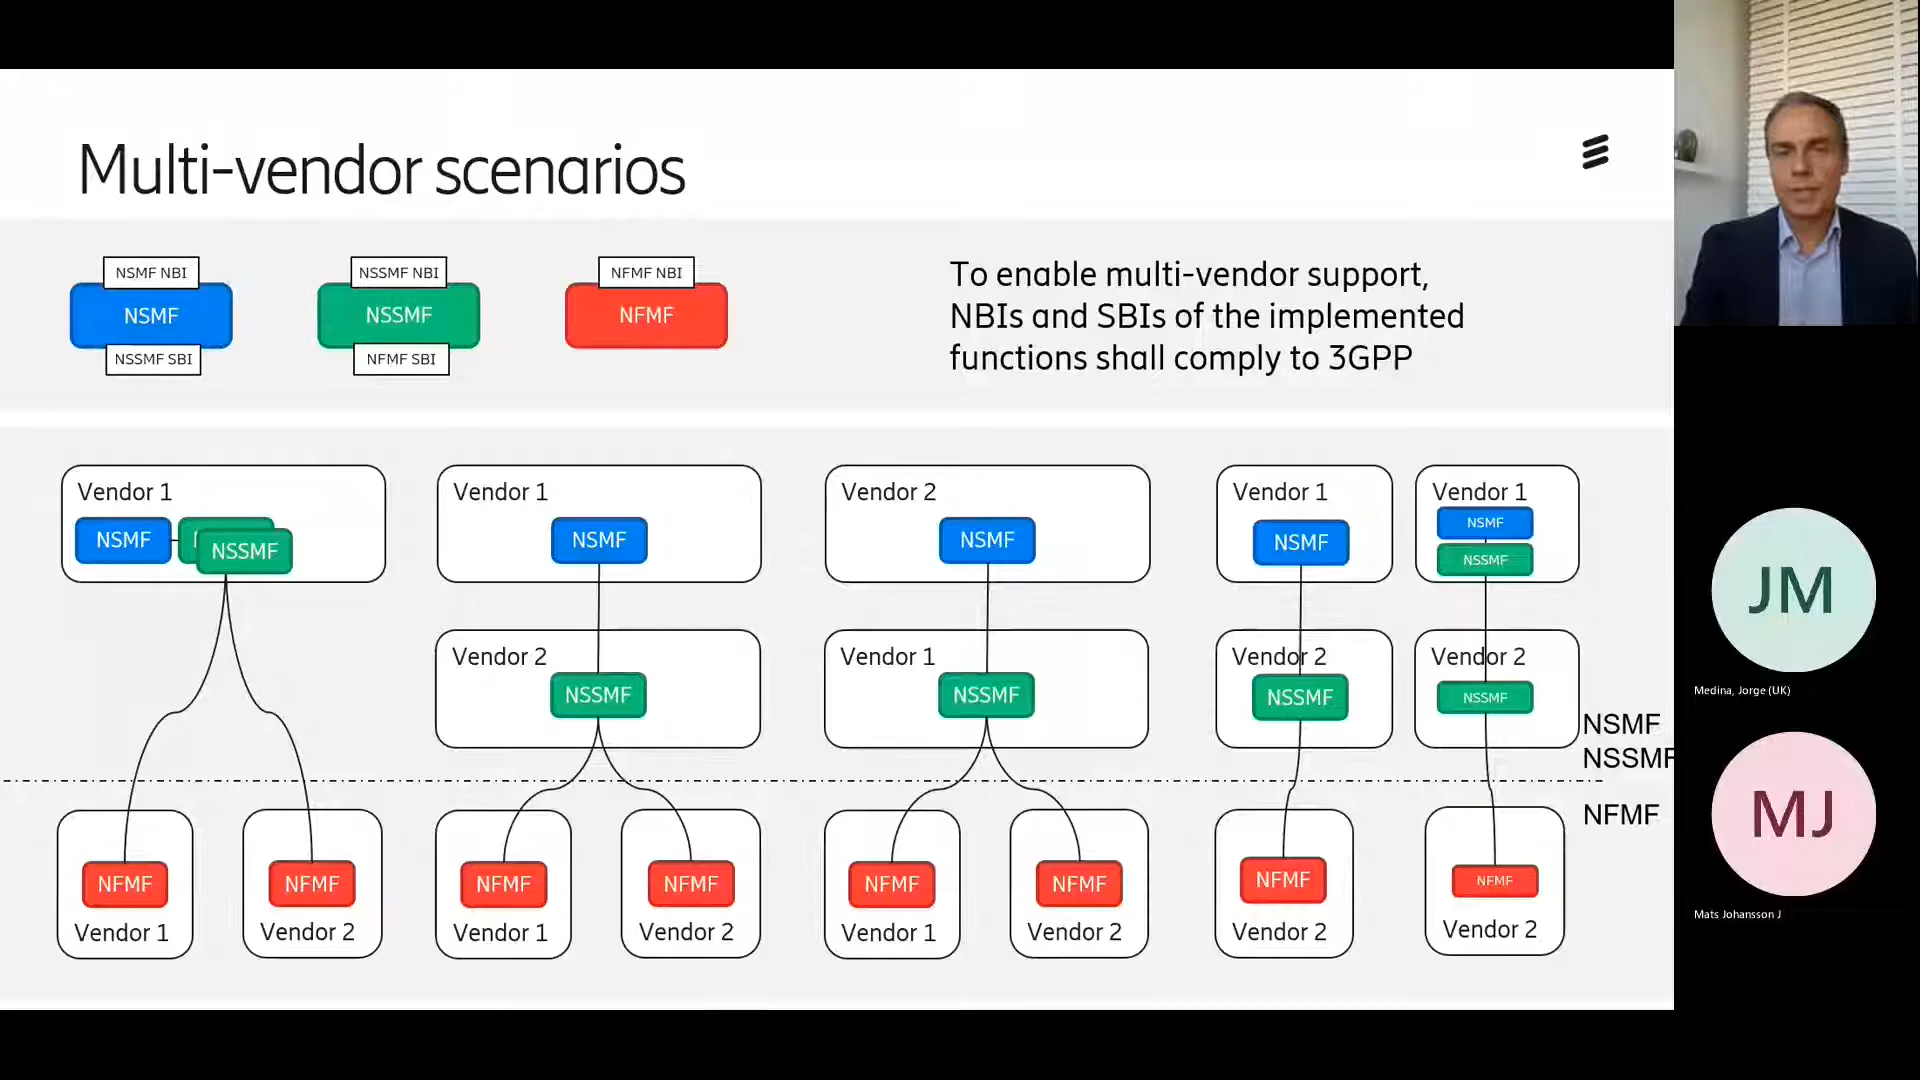 Multi-vendor scenarios
NSMF NBI
NSMF
NSSMF SBI
NSSMF NBI
NSSMF
NFMF SBI
NFMF NBI
NFMF
To enable multi-vendor support,
NBIs and SBIs of the implemented
functions shall comply to 3GPP
Vendor 1
NSMF
NSSMF
Vendor 1
NSMF
Vendor 2
NSMF
Vendor 1
NSMF
Vendor 1
NSMF
NSSMF
Vendor 2
NSSMF
Vendor 1
NSSMF
Vendor 2
NSSMF
Vendor 2
NSSMF
NSMF
NSSMF
NFMF
NFMF
Vendor 1
NFMF
Vendor 2
NFMF
Vendor 1
NFMF
Vendor 2
NFMF
Vendor 1
NFMF
Vendor 2
NFMF
Vendor 2
NFMF
Vendor 2
JM
Medina, Jorge (UK)
MJ
Mats Johansson J